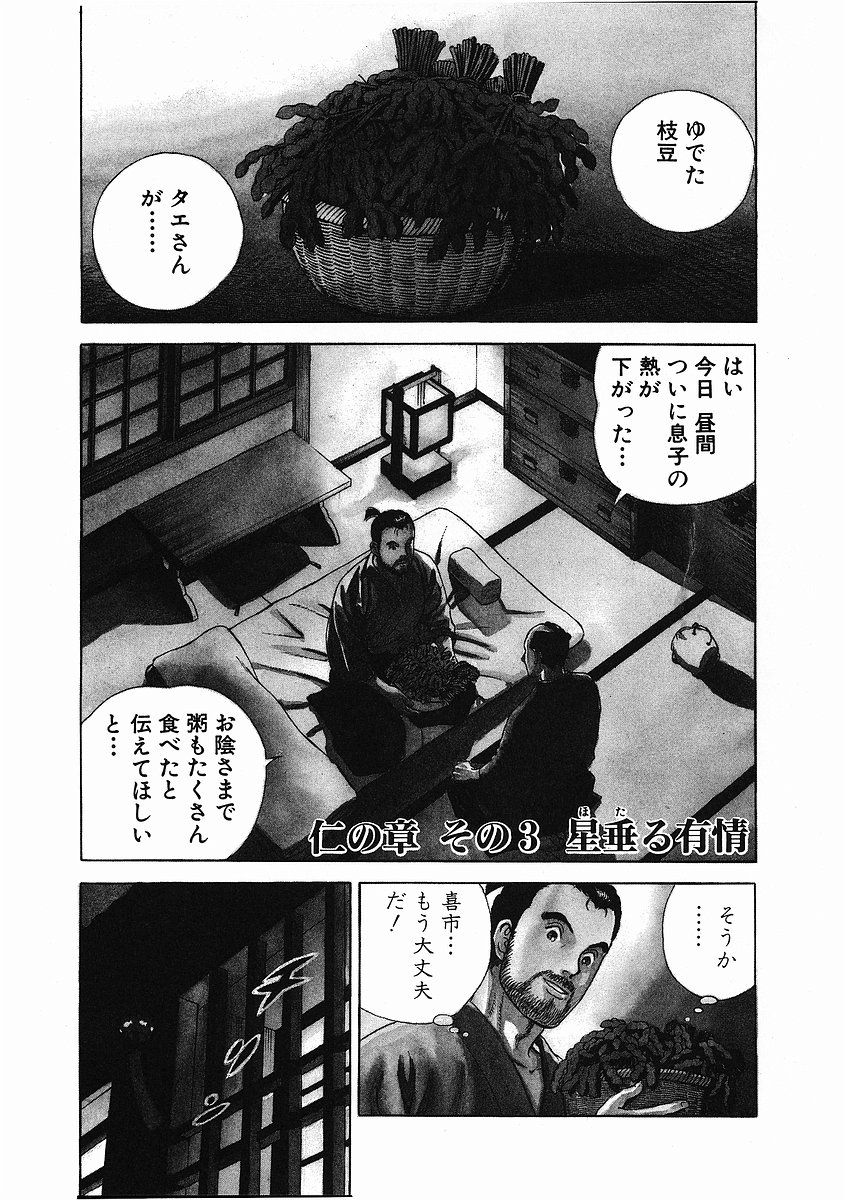 ゆでた
枝豆
タエさん
が……
はい
今日 昼間
ついに息子の
熱が
下がった…
お陰さまで
粥もたくさん
食べたと
伝えてほしい
と…
仁の章 その3 星垂る有情
ほた
そうか
……
喜市…
もう大丈夫
だ!